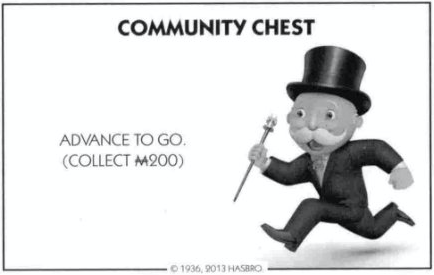 COMMUNITY CHEST
ADVANCE TO GO.
(COLLECT ₩200)
© 1936, 2013 HASBRO